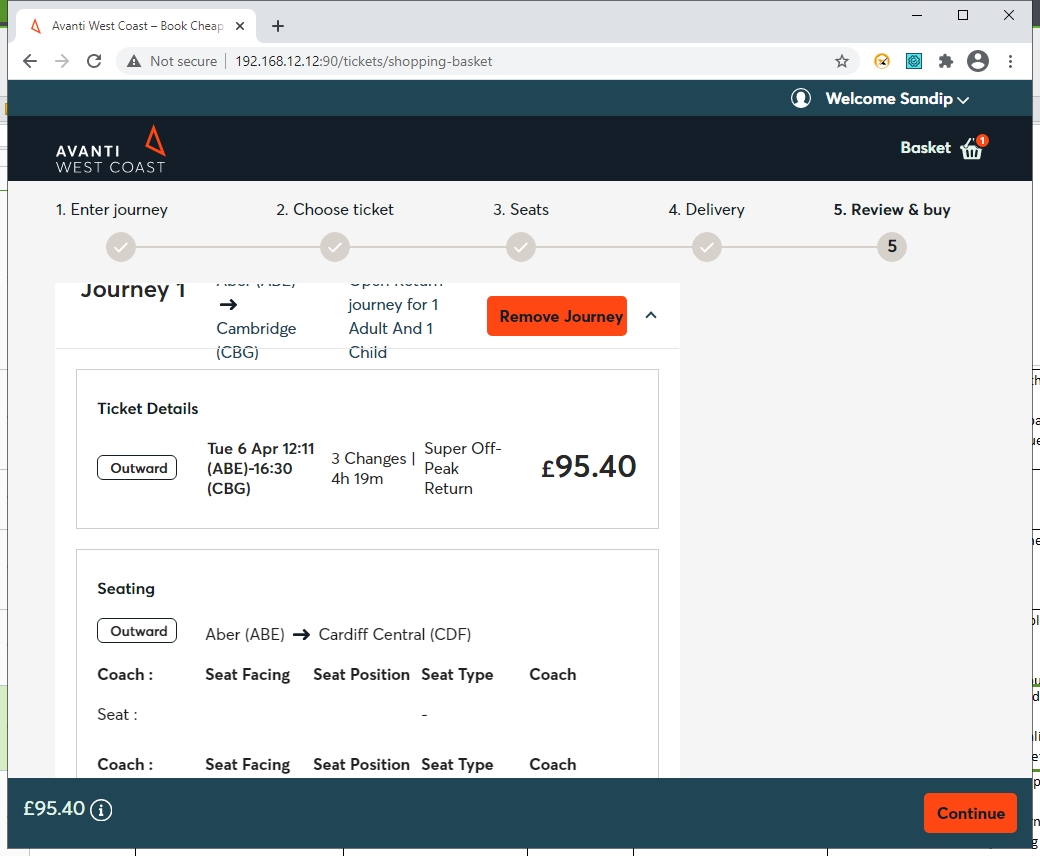 Avanti West Coast – Book Cheap
Not secure
192.168.12.12:90/tickets/shopping-basket
Welcome Sandip
AVANTI
WEST COAST
Basket
1
1. Enter journey
2. Choose ticket
3. Seats
4. Delivery
5. Review & buy
5
Journey 1
Aber (ABE)
Cambridge
(CBG)
Open Return
journey for 1
Adult And 1
Child
Remove Journey
Ticket Details
Outward
Tue 6 Apr 12:11
(ABE)-16:30
(CBG)
3 Changes |
4h 19m
Super Off-
Peak
Return
£95.40
Seating
Outward
Aber (ABE) → Cardiff Central (CDF)
Coach : Seat Facing Seat Position Seat Type Coach
Seat : -
Coach : Seat Facing Seat Position Seat Type Coach
£95.40
Continue